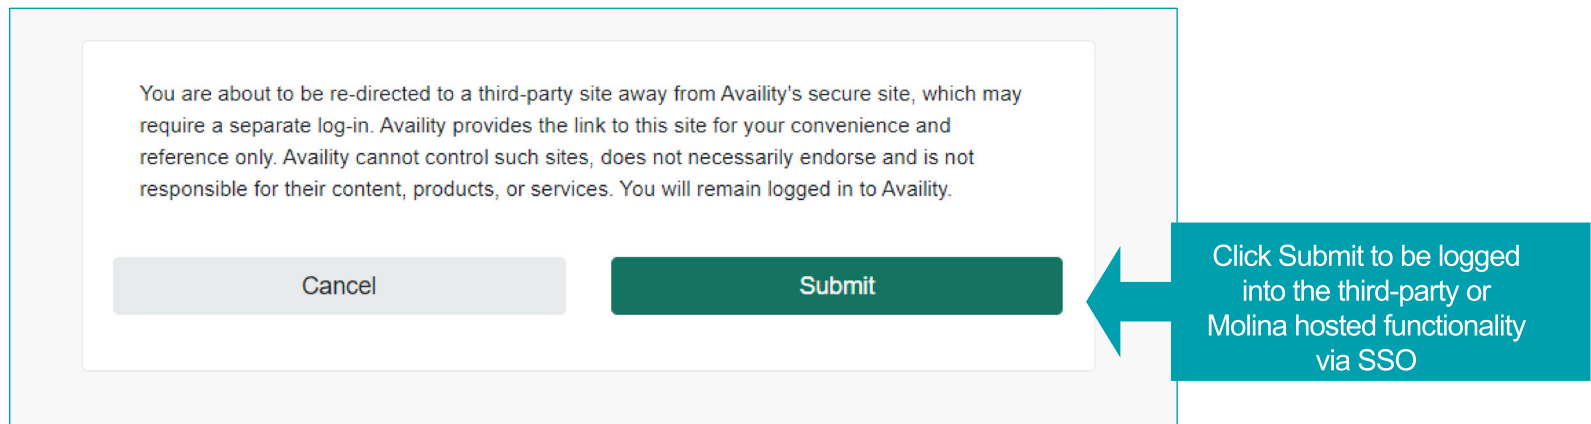 You are about to be re-directed to a third-party site away from Availity's secure site, which may
require a separate log-in. Availity provides the link to this site for your convenience and
reference only. Availity cannot control such sites, does not necessarily endorse and is not
responsible for their content, products, or services. You will remain logged in to Availity.
Cancel
Submit
Click Submit to be logged
into the third-party or
Molina hosted functionality
via SSO